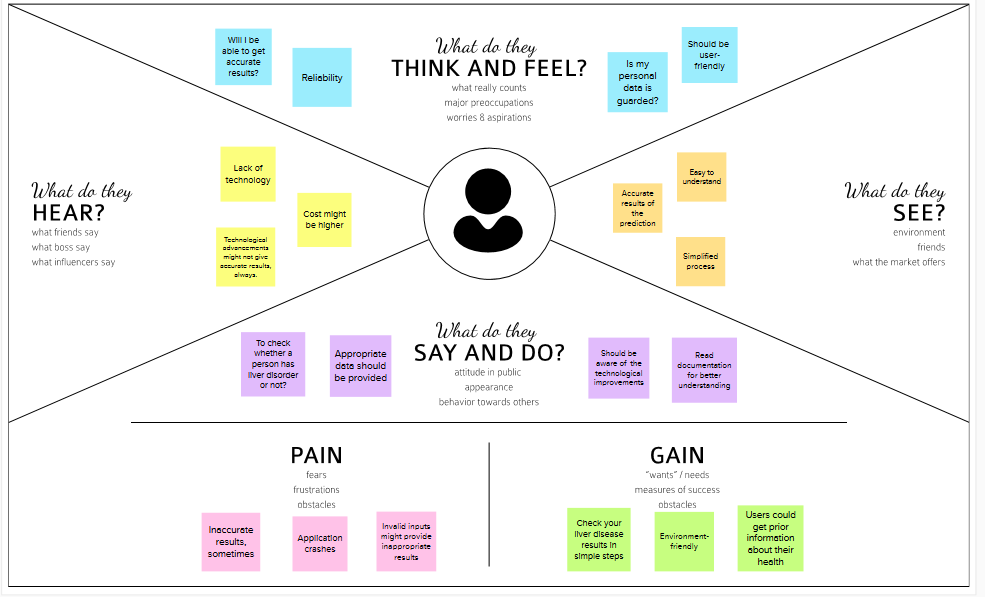 What do they
THINK AND FEEL?
what really counts
major preoccupations
worries & aspirations
Will I be
able to get
accurate
results?
Reliability
Is my
personal
data is
guarded?
Should be
user-
friendly
What do they
HEAR?
what friends say
what boss say
what influencers say
Lack of
technology
Cost might
be higher
Technological
advancements
might not give
accurate results,
always.
What do they
SEE?
environment
friends
what the market offers
Easy to
understand
Accurate
results of
the
prediction
Simplified
process
What do they
SAY AND DO?
attitude in public
appearance
behavior towards others
To check
whether a
person has
liver disorder
or not?
Appropriate
data should
be provided
Should be
aware of the
technological
improvements
Read
documentation
for better
understanding
PAIN
fears
frustrations
obstacles
Inaccurate
results,
sometimes
Application
crashes
Invalid inputs
might provide
inappropriate
results
GAIN
"wants" / needs
measures of success
obstacles
Check your
liver disease
results in
simple steps
Environment-
friendly
Users could
get prior
information
about their
health